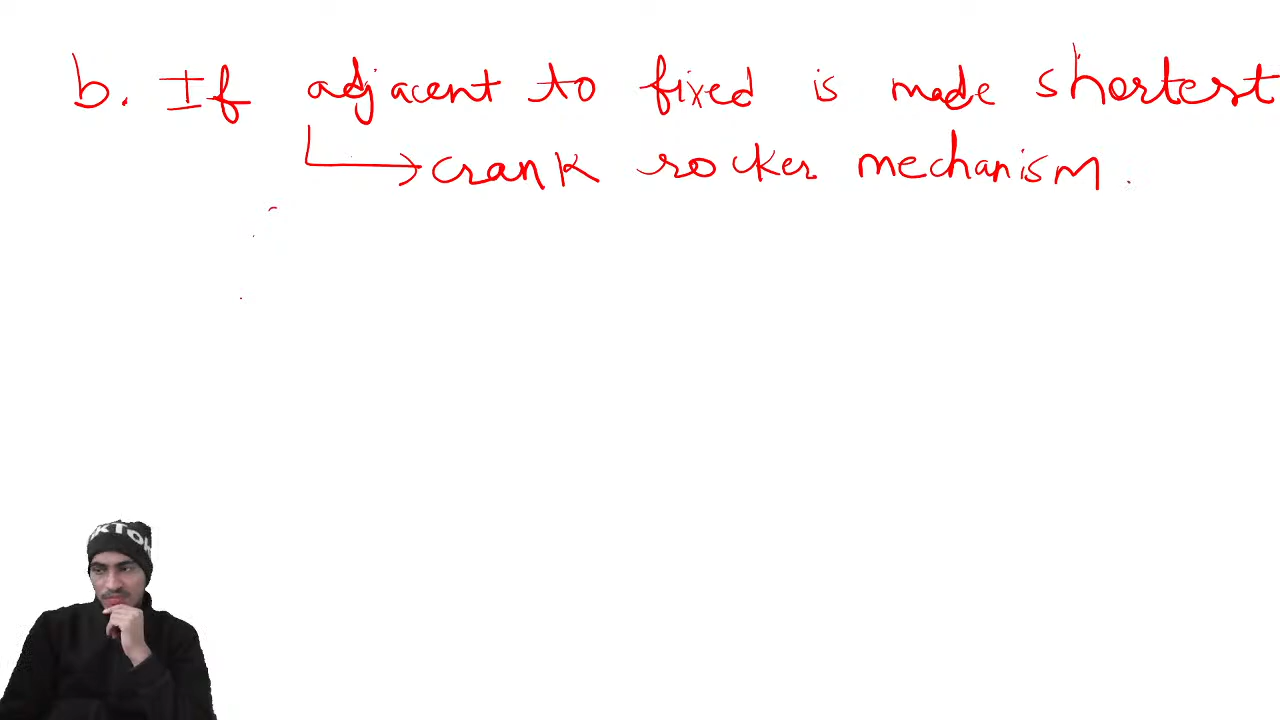 b. If adjacent to fixed is made shortest
crank rocker mechanism.